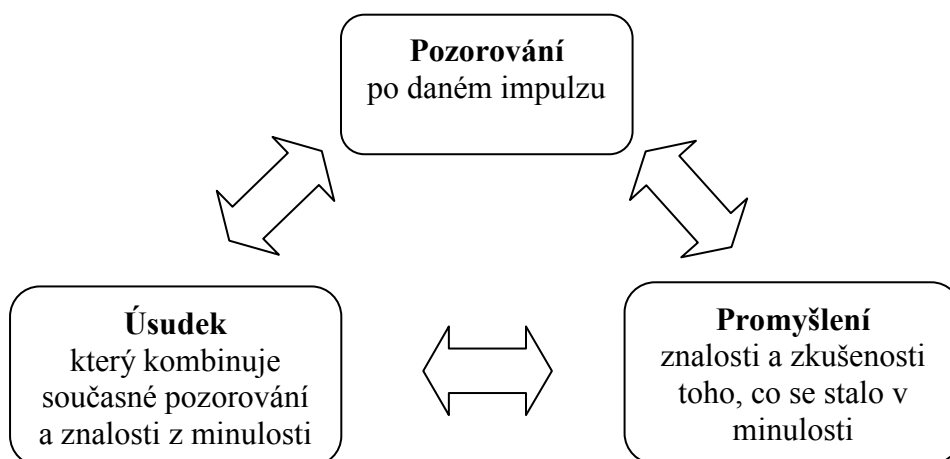 Pozorování
po daném impulzu
Úsudek
který kombinuje
současné pozorování
a znalosti z minulosti
Promyšlení
znalosti a zkušenosti
toho, co se stalo v
minulosti